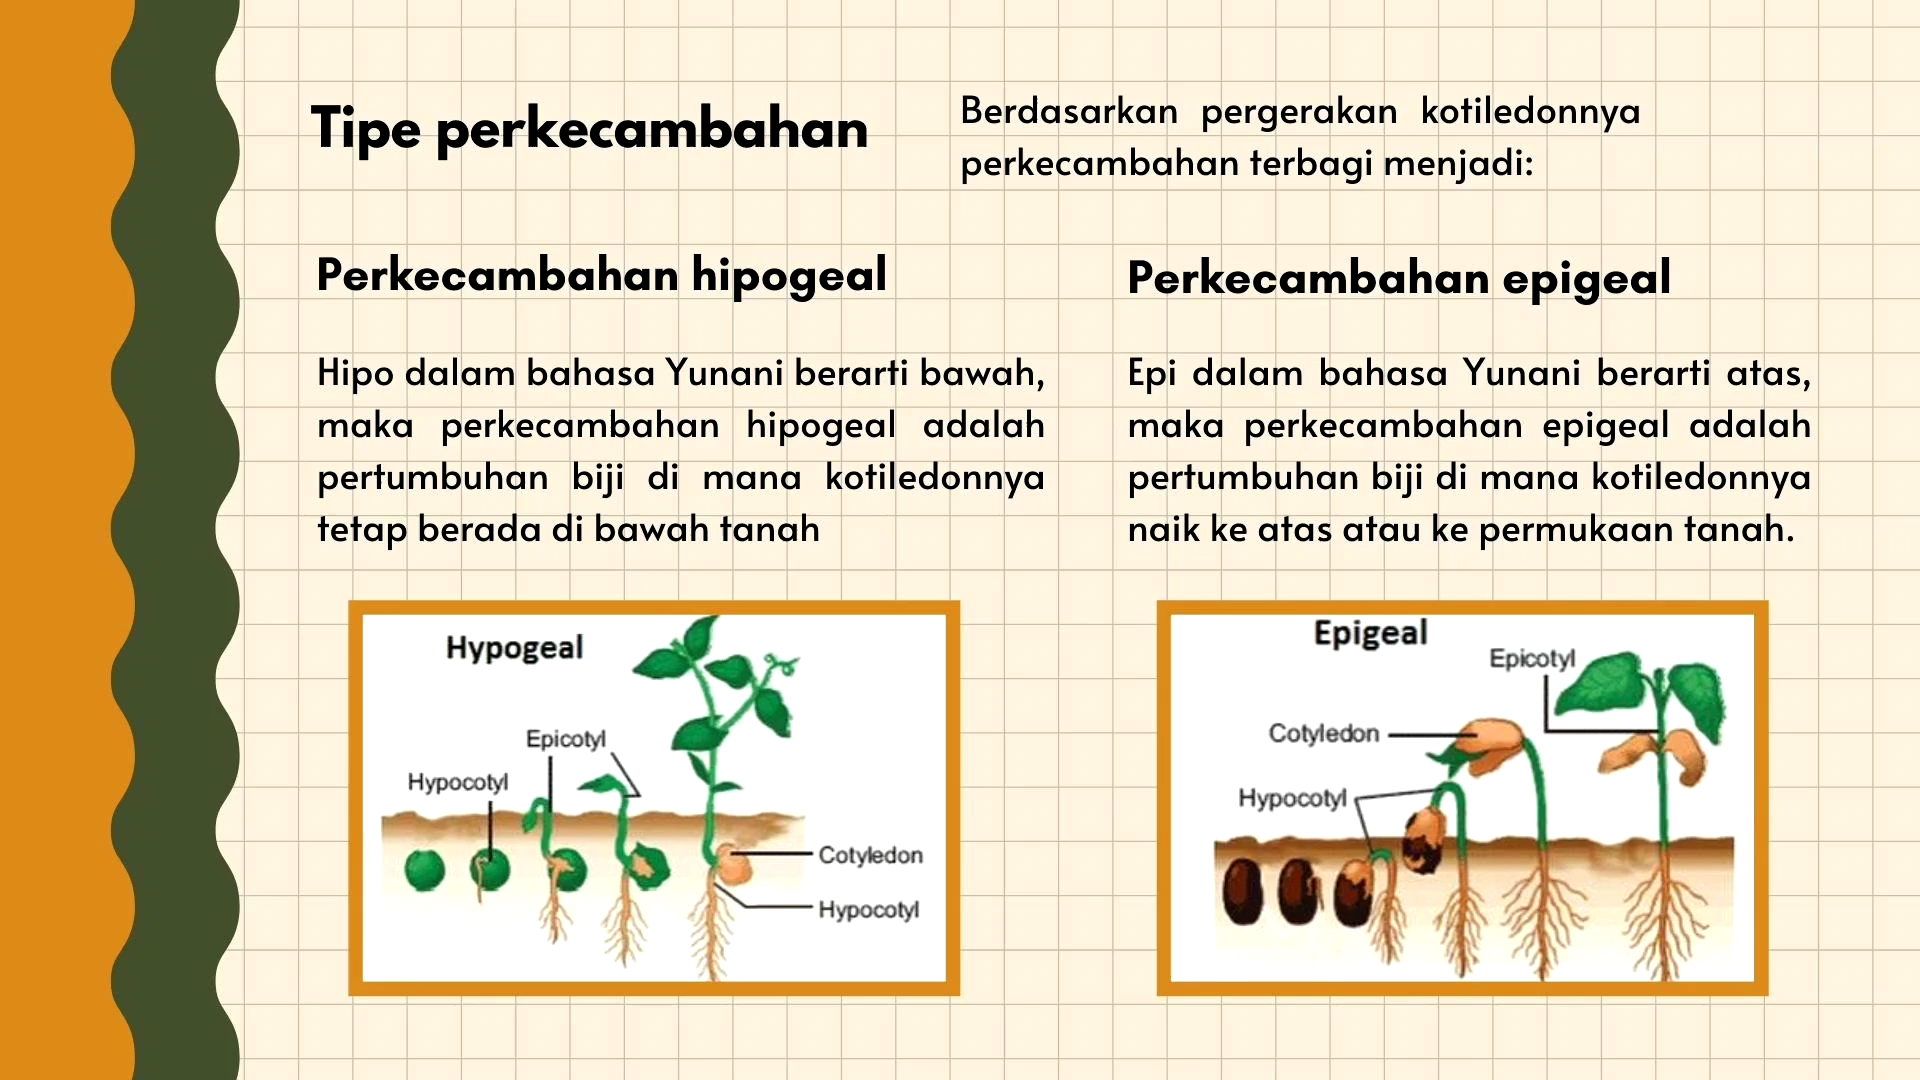 Tipe perkecambahan
Berdasarkan pergerakan kotiledonnya
perkecambahan terbagi menjadi:
Perkecambahan hipogeal
Hipo dalam bahasa Yunani berarti bawah,
maka perkecambahan hipogeal adalah
pertumbuhan biji di mana kotiledonnya
tetap berada di bawah tanah
Perkecambahan epigeal
Epi dalam bahasa Yunani berarti atas,
maka perkecambahan epigeal adalah
pertumbuhan biji di mana kotiledonnya
naik ke atas atau ke permukaan tanah.
Hypogeal
Epicotyl
Hypocotyl
Cotyledon
Hypocotyl
Epigeal
Epicotyl
Cotyledon
Hypocotyl